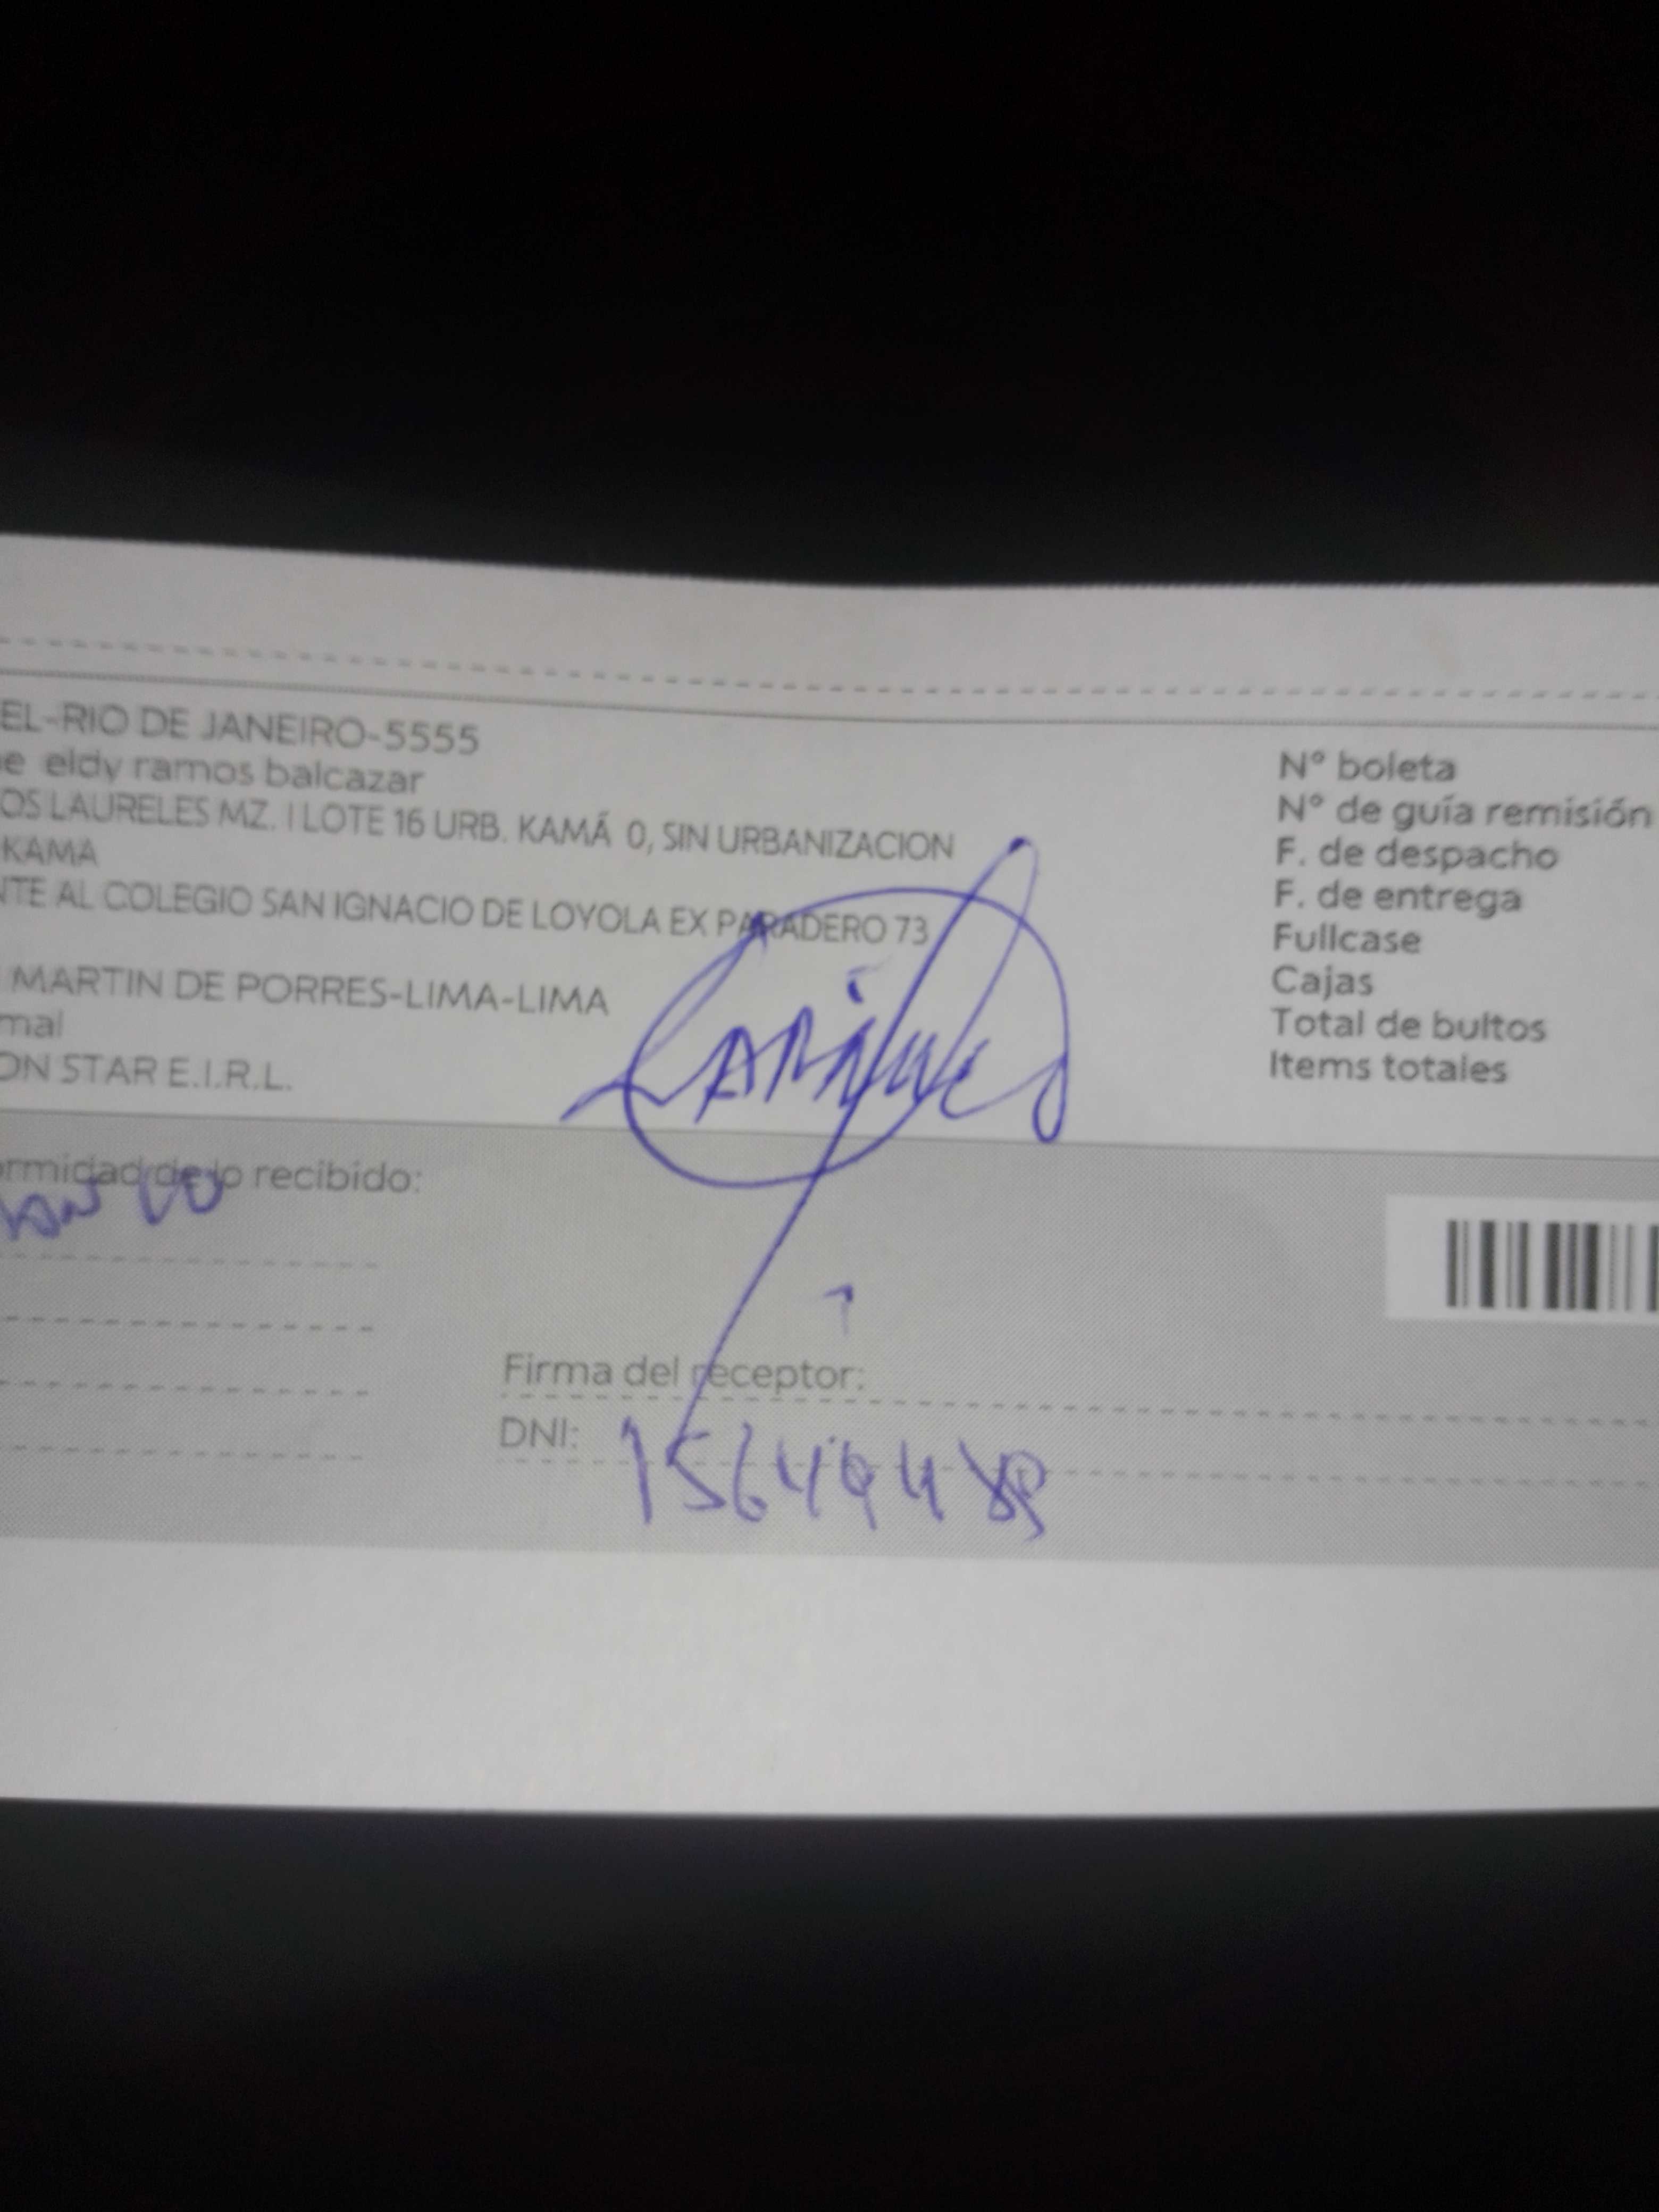 EL-RIO DE JANEIRO-5555
e eldy ramos balcazar
OS LAURELES MZ. I LOTE 16 URB. KAMÁ 0, SIN URBANIZACION
KAMA
NTE AL COLEGIO SAN IGNACIO DE LOYOLA EX PARADERO 73
MARTIN DE PORRES-LIMA-LIMA
mal
ON STAR E.I.R.L.
Nº boleta
Nº de guía remisión
F. de despacho
F. de entrega
Fullcase
Cajas
Total de bultos
Items totales
ormidad de lo recibido:
Firma del receptor:
DNI: